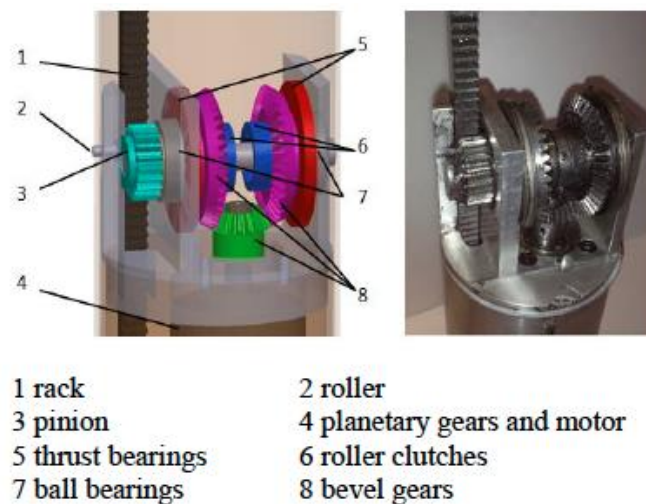 1
2
3
4
5
6
7
8
1 rack 2 roller
3 pinion 4 planetary gears and motor
5 thrust bearings 6 roller clutches
7 ball bearings 8 bevel gears